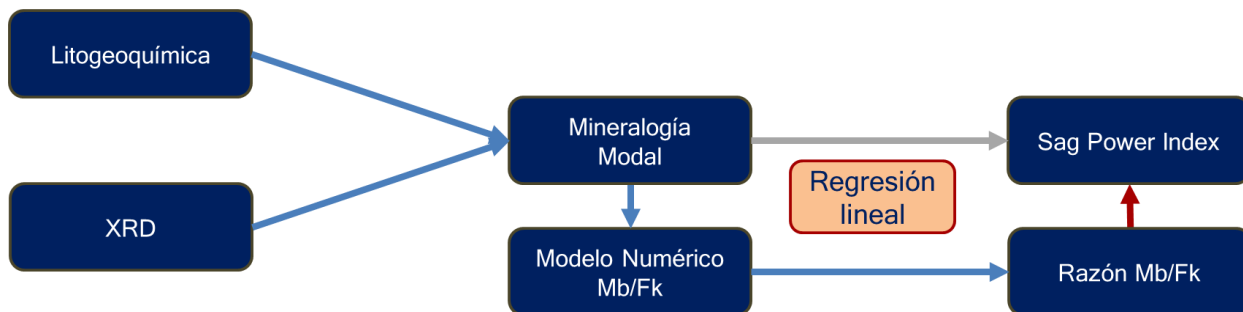 Litogeoquímica
XRD
Mineralogía
Modal
Modelo Numérico
Mb/Fk
Regresión
lineal
Sag Power Index
Razón Mb/Fk